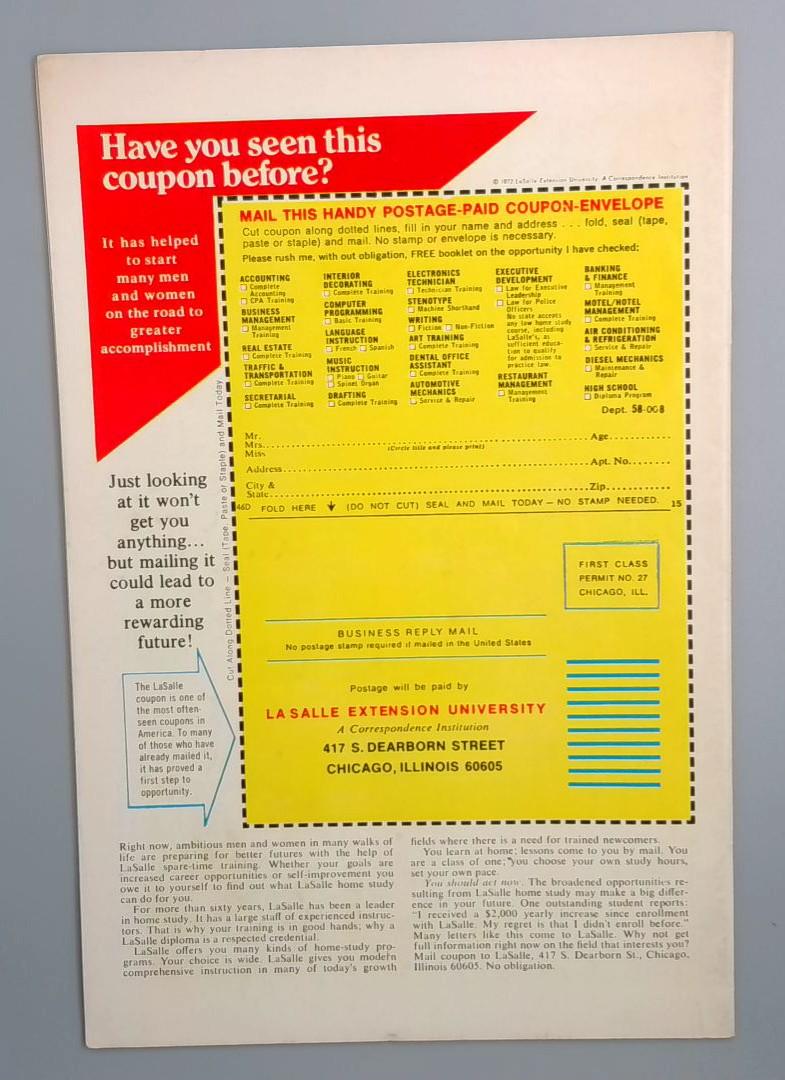 Have you seen this
coupon before?
© 1972 LaSalle Extension University. A Correspondence Institution
It has helped
to start
many men
and women
on the road to
greater
accomplishment
Just looking
at it won't
get you
anything...
but mailing it
could lead to
a more
rewarding
future!
The LaSalle
coupon is one of
the most often-
seen coupons in
America. To many
of those who have
already mailed it,
it has proved a
first step to
opportunity.
Cut Along Dotted Line — Seal (Tape, Paste or Staple) and Mail Today
MAIL THIS HANDY POSTAGE-PAID COUPON-ENVELOPE
Cut coupon along dotted lines, fill in your name and address . . . fold, seal (tape,
paste or staple) and mail. No stamp or envelope is necessary.
Please rush me, with out obligation, FREE booklet on the opportunity I have checked:
ACCOUNTING
Complete
Accounting
CPA Training
BUSINESS
MANAGEMENT
Management
Training
REAL ESTATE
Complete Training
TRAFFIC &
TRANSPORTATION
Complete Training
SECRETARIAL
Complete Training
INTERIOR
DECORATING
Complete Training
COMPUTER
PROGRAMMING
Basic Training
LANGUAGE
INSTRUCTION
French Spanish
MUSIC
INSTRUCTION
Piano Guitar
Spinet Organ
DRAFTING
Complete Training
ELECTRONICS
TECHNICIAN
Technician Training
STENOTYPE
Machine Shorthand
WRITING
Fiction Non-Fiction
ART TRAINING
Complete Training
DENTAL OFFICE
ASSISTANT
Complete Training
AUTOMOTIVE
MECHANICS
Service & Repair
EXECUTIVE
DEVELOPMENT
Law for Executive
Leadership
Law for Police
Officers
No state accepts
any law home study
course, including
LaSalle's, as
sufficient educa-
tion to qualify
for admission to
practice law.
RESTAURANT
MANAGEMENT
Management
Training
BANKING
& FINANCE
Management
Training
MOTEL/HOTEL
MANAGEMENT
Complete Training
AIR CONDITIONING
& REFRIGERATION
Service & Repair
DIESEL MECHANICS
Maintenance &
Repair
HIGH SCHOOL
Diploma Program
Dept. 58-008
Mr.
Mrs. Age
Miss
(Circle title and please print)
Address Apt. No.
City &
State Zip
46D FOLD HERE ↓ (DO NOT CUT) SEAL AND MAIL TODAY — NO STAMP NEEDED. 15
FIRST CLASS
PERMIT NO. 27
CHICAGO, ILL.
BUSINESS REPLY MAIL
No postage stamp required if mailed in the United States
Postage will be paid by
LA SALLE EXTENSION UNIVERSITY
A Correspondence Institution
417 S. DEARBORN STREET
CHICAGO, ILLINOIS 60605
Right now, ambitious men and women in many walks of
life are preparing for better futures with the help of
LaSalle spare-time training. Whether your goals are
increased career opportunities or self-improvement you
owe it to yourself to find out what LaSalle home study
can do for you.
For more than sixty years, LaSalle has been a leader
in home study. It has a large staff of experienced instruc-
tors. That is why your training is in good hands; why a
LaSalle diploma is a respected credential.
LaSalle offers you many kinds of home-study pro-
grams. Your choice is wide. LaSalle gives you modern
comprehensive instruction in many of today's growth
fields where there is a need for trained newcomers.
You learn at home; lessons come to you by mail. You
are a class of one; you choose your own study hours,
set your own pace.
You should act now. The broadened opportunities re-
sulting from LaSalle home study may make a big differ-
ence in your future. One outstanding student reports:
"I received a $2,000 yearly increase since enrollment
with LaSalle. My regret is that I didn't enroll before."
Many letters like this come to LaSalle. Why not get
full information right now on the field that interests you?
Mail coupon to LaSalle, 417 S. Dearborn St., Chicago,
Illinois 60605. No obligation.